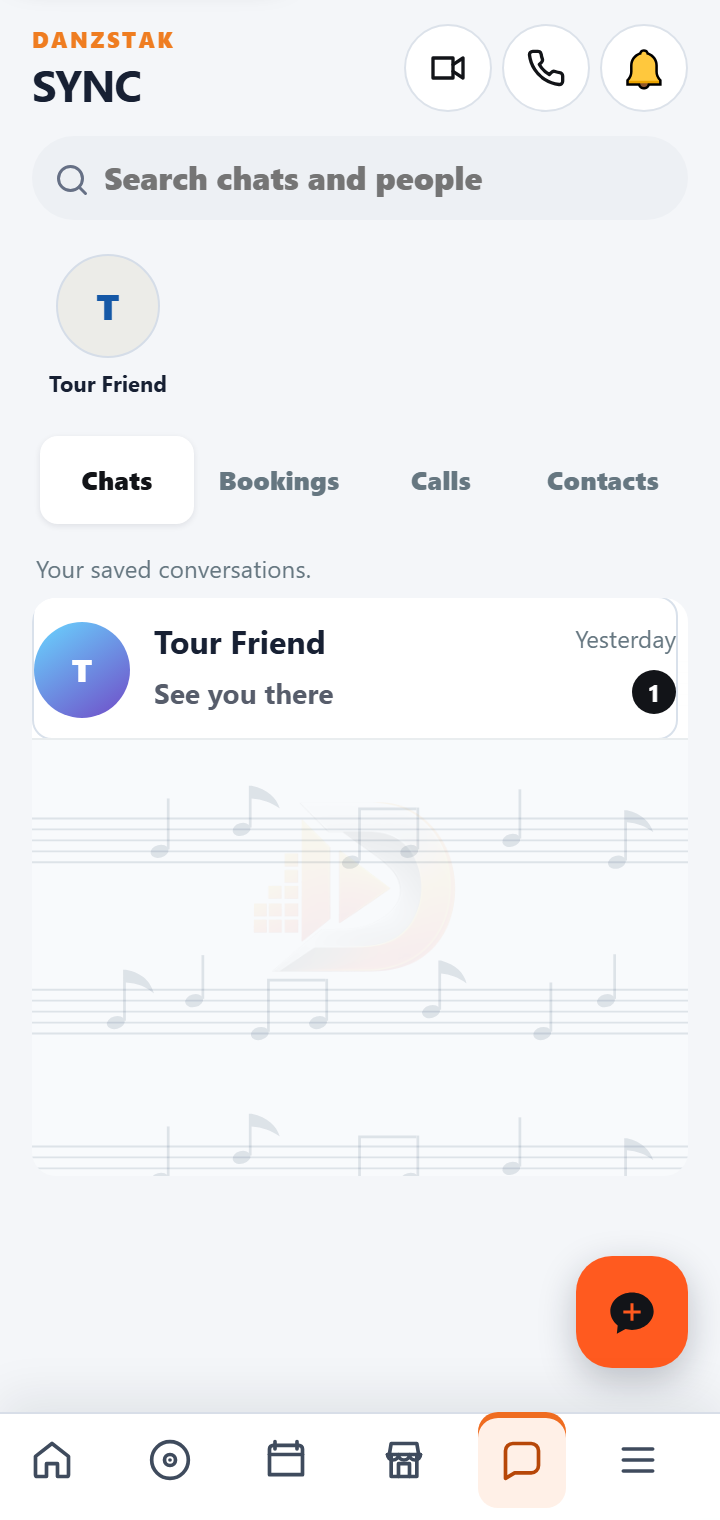 DANZSTAK
SYNC
Search chats and people
T
Tour Friend
Chats Bookings Calls Contacts
Your saved conversations.
T
Tour Friend
Yesterday
See you there
1